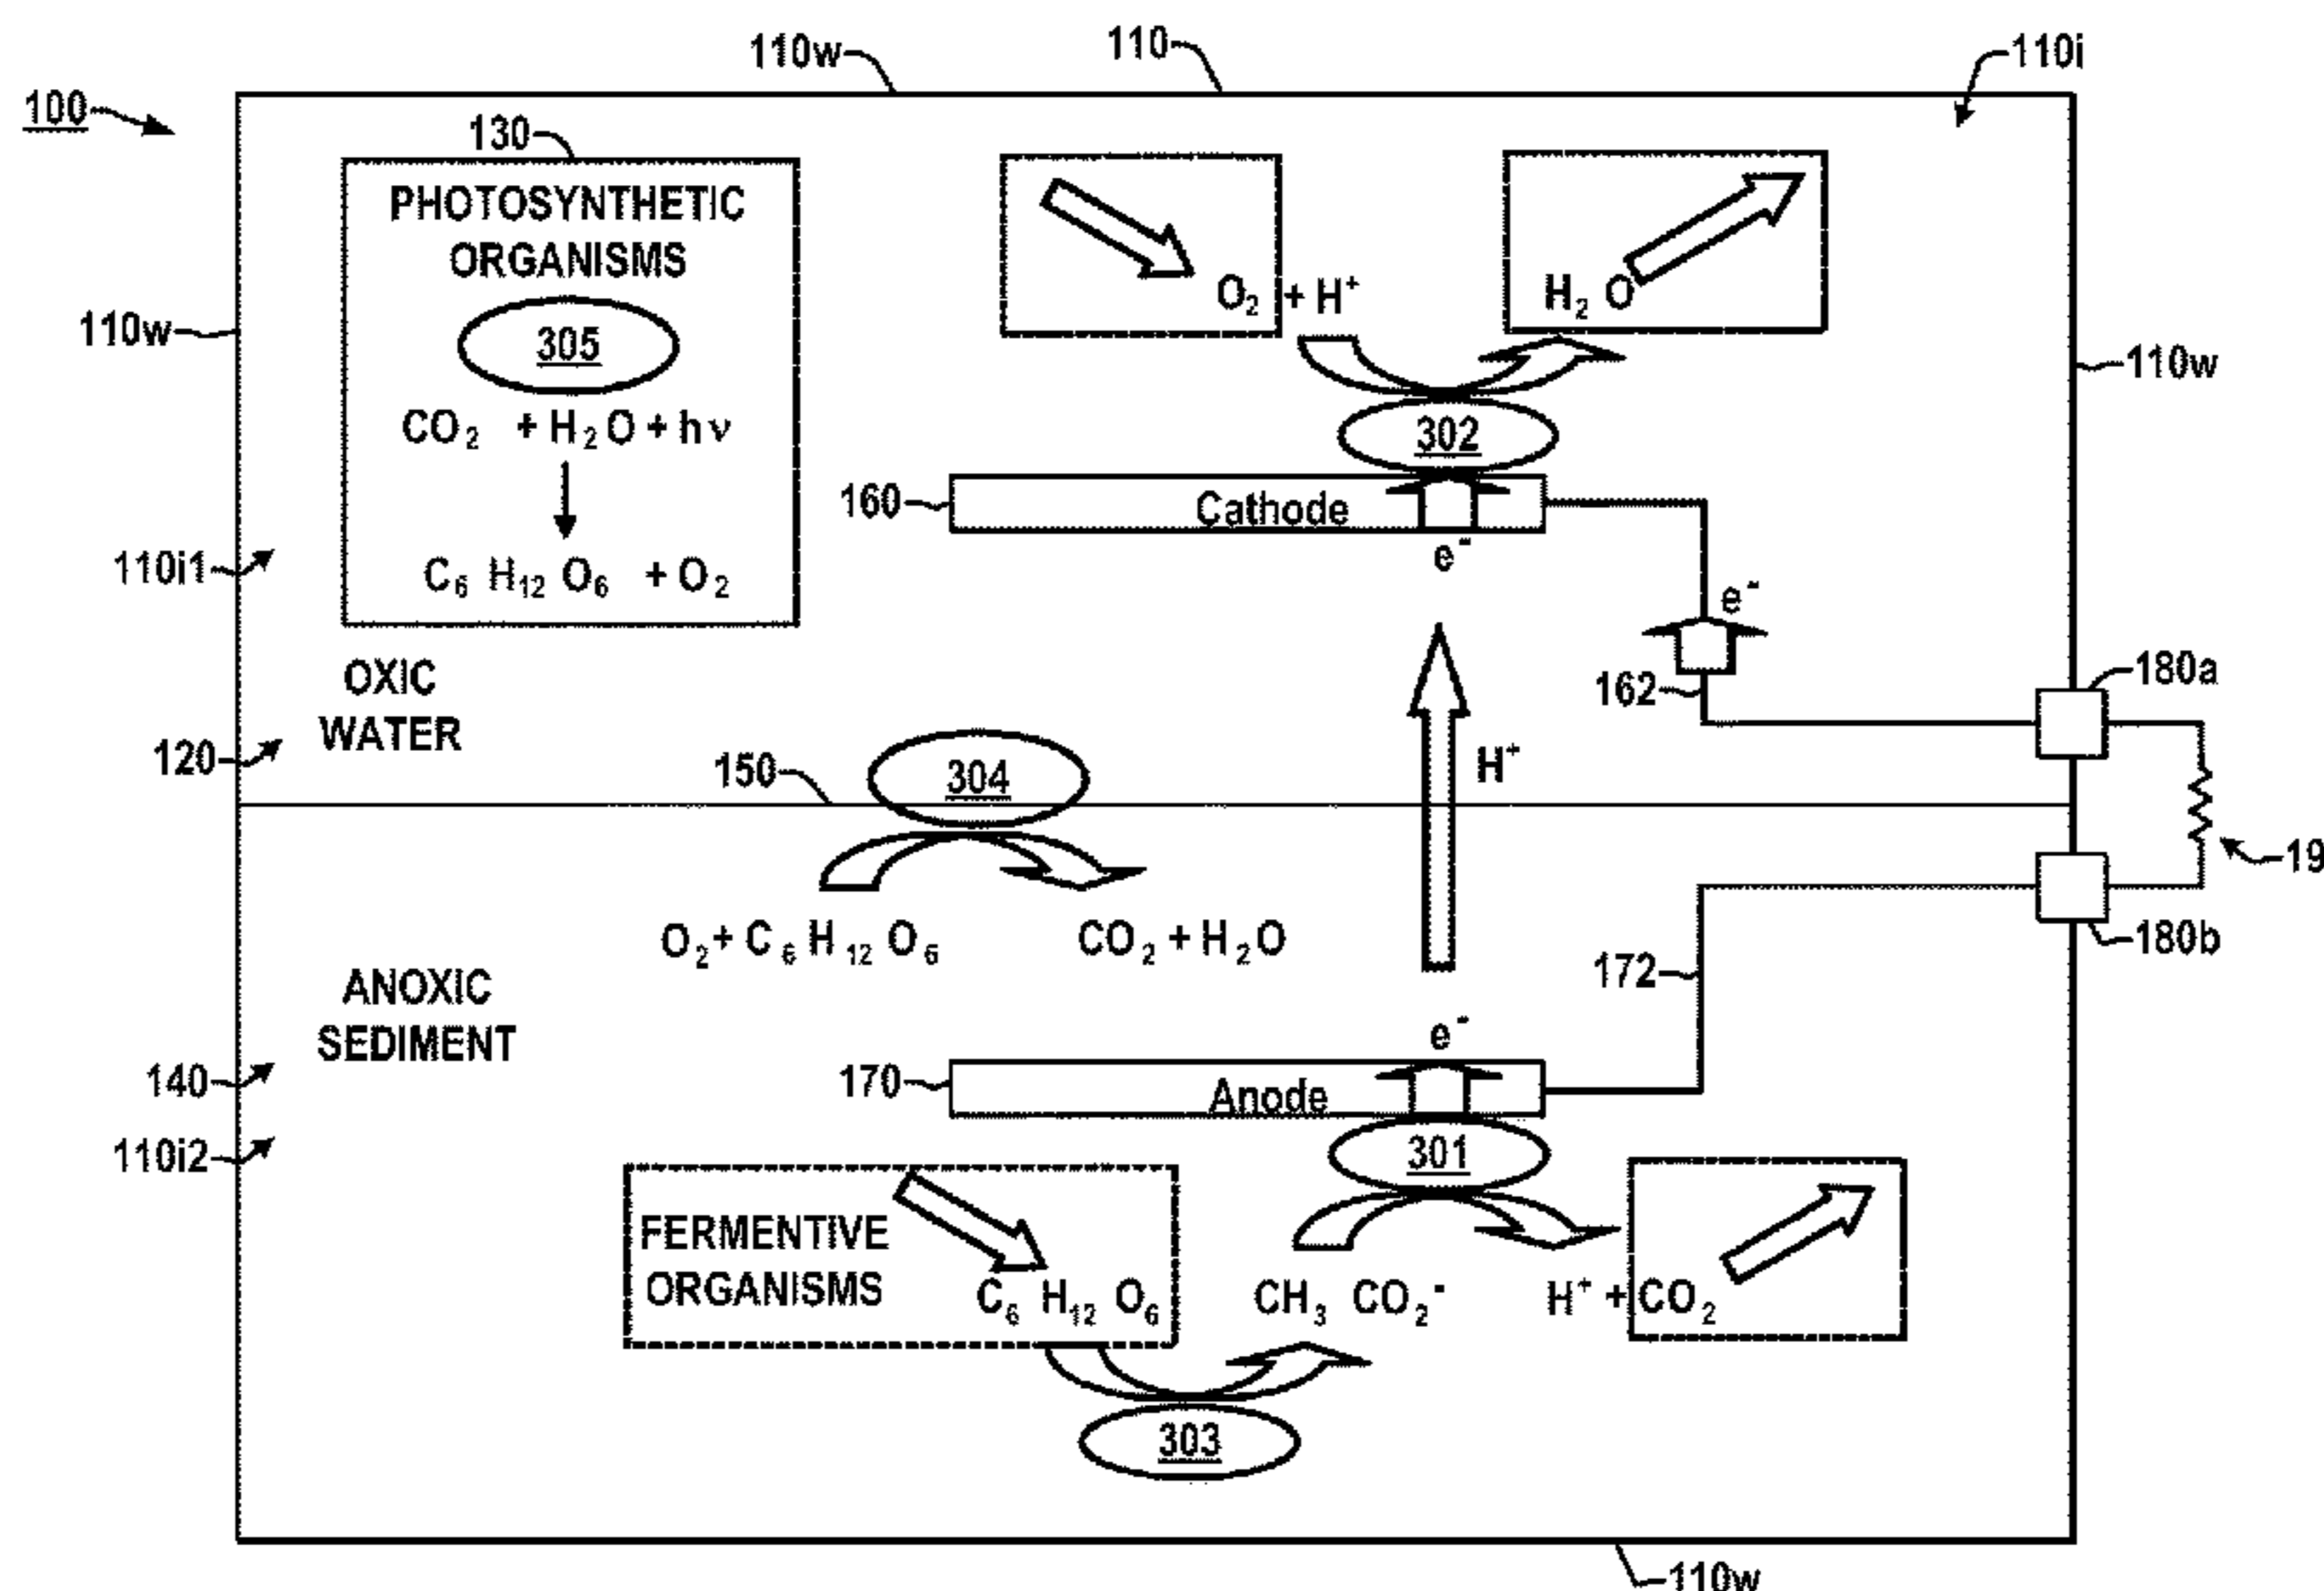 110w
110
110i
100
130
PHOTOSYNTHETIC
ORGANISMS
305
CO₂ + H₂O + hν
C₆ H₁₂ O₆ + O₂
O₂ + H⁺
H₂ O
110w
110w
302
160
Cathode
e⁻
110i1
e⁻
162
180a
OXIC
WATER
120
150
304
H⁺
19
180b
O₂ + C₆ H₁₂ O₆
CO₂ + H₂O
172
ANOXIC
SEDIMENT
e⁻
140
170
Anode
110i2
301
FERMENTIVE
ORGANISMS
C₆ H₁₂ O₆
CH₃ CO₂⁻
H⁺ + CO₂
303
110w